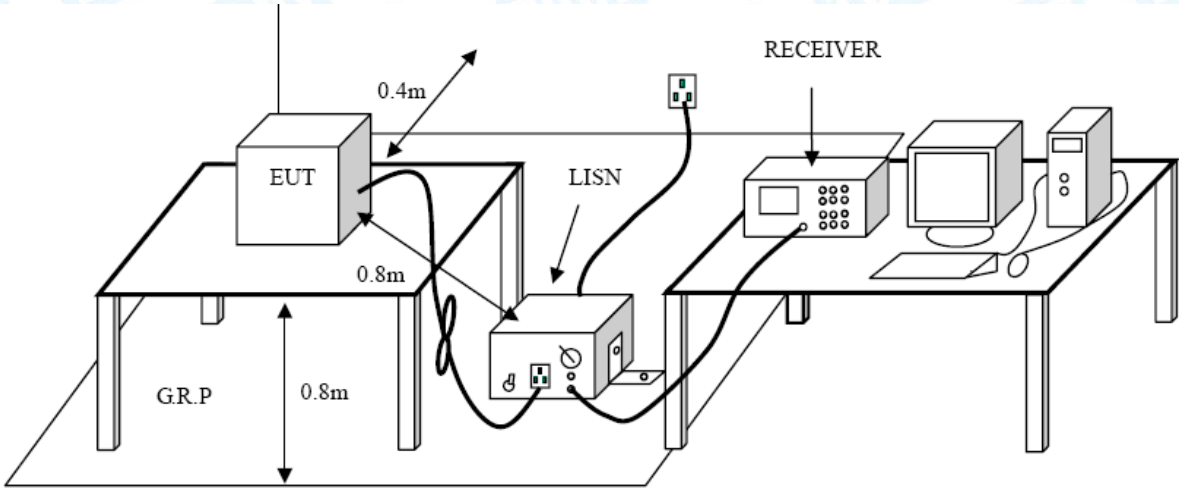 RECEIVER
0.4m
EUT
LISN
0.8m
G.R.P
0.8m